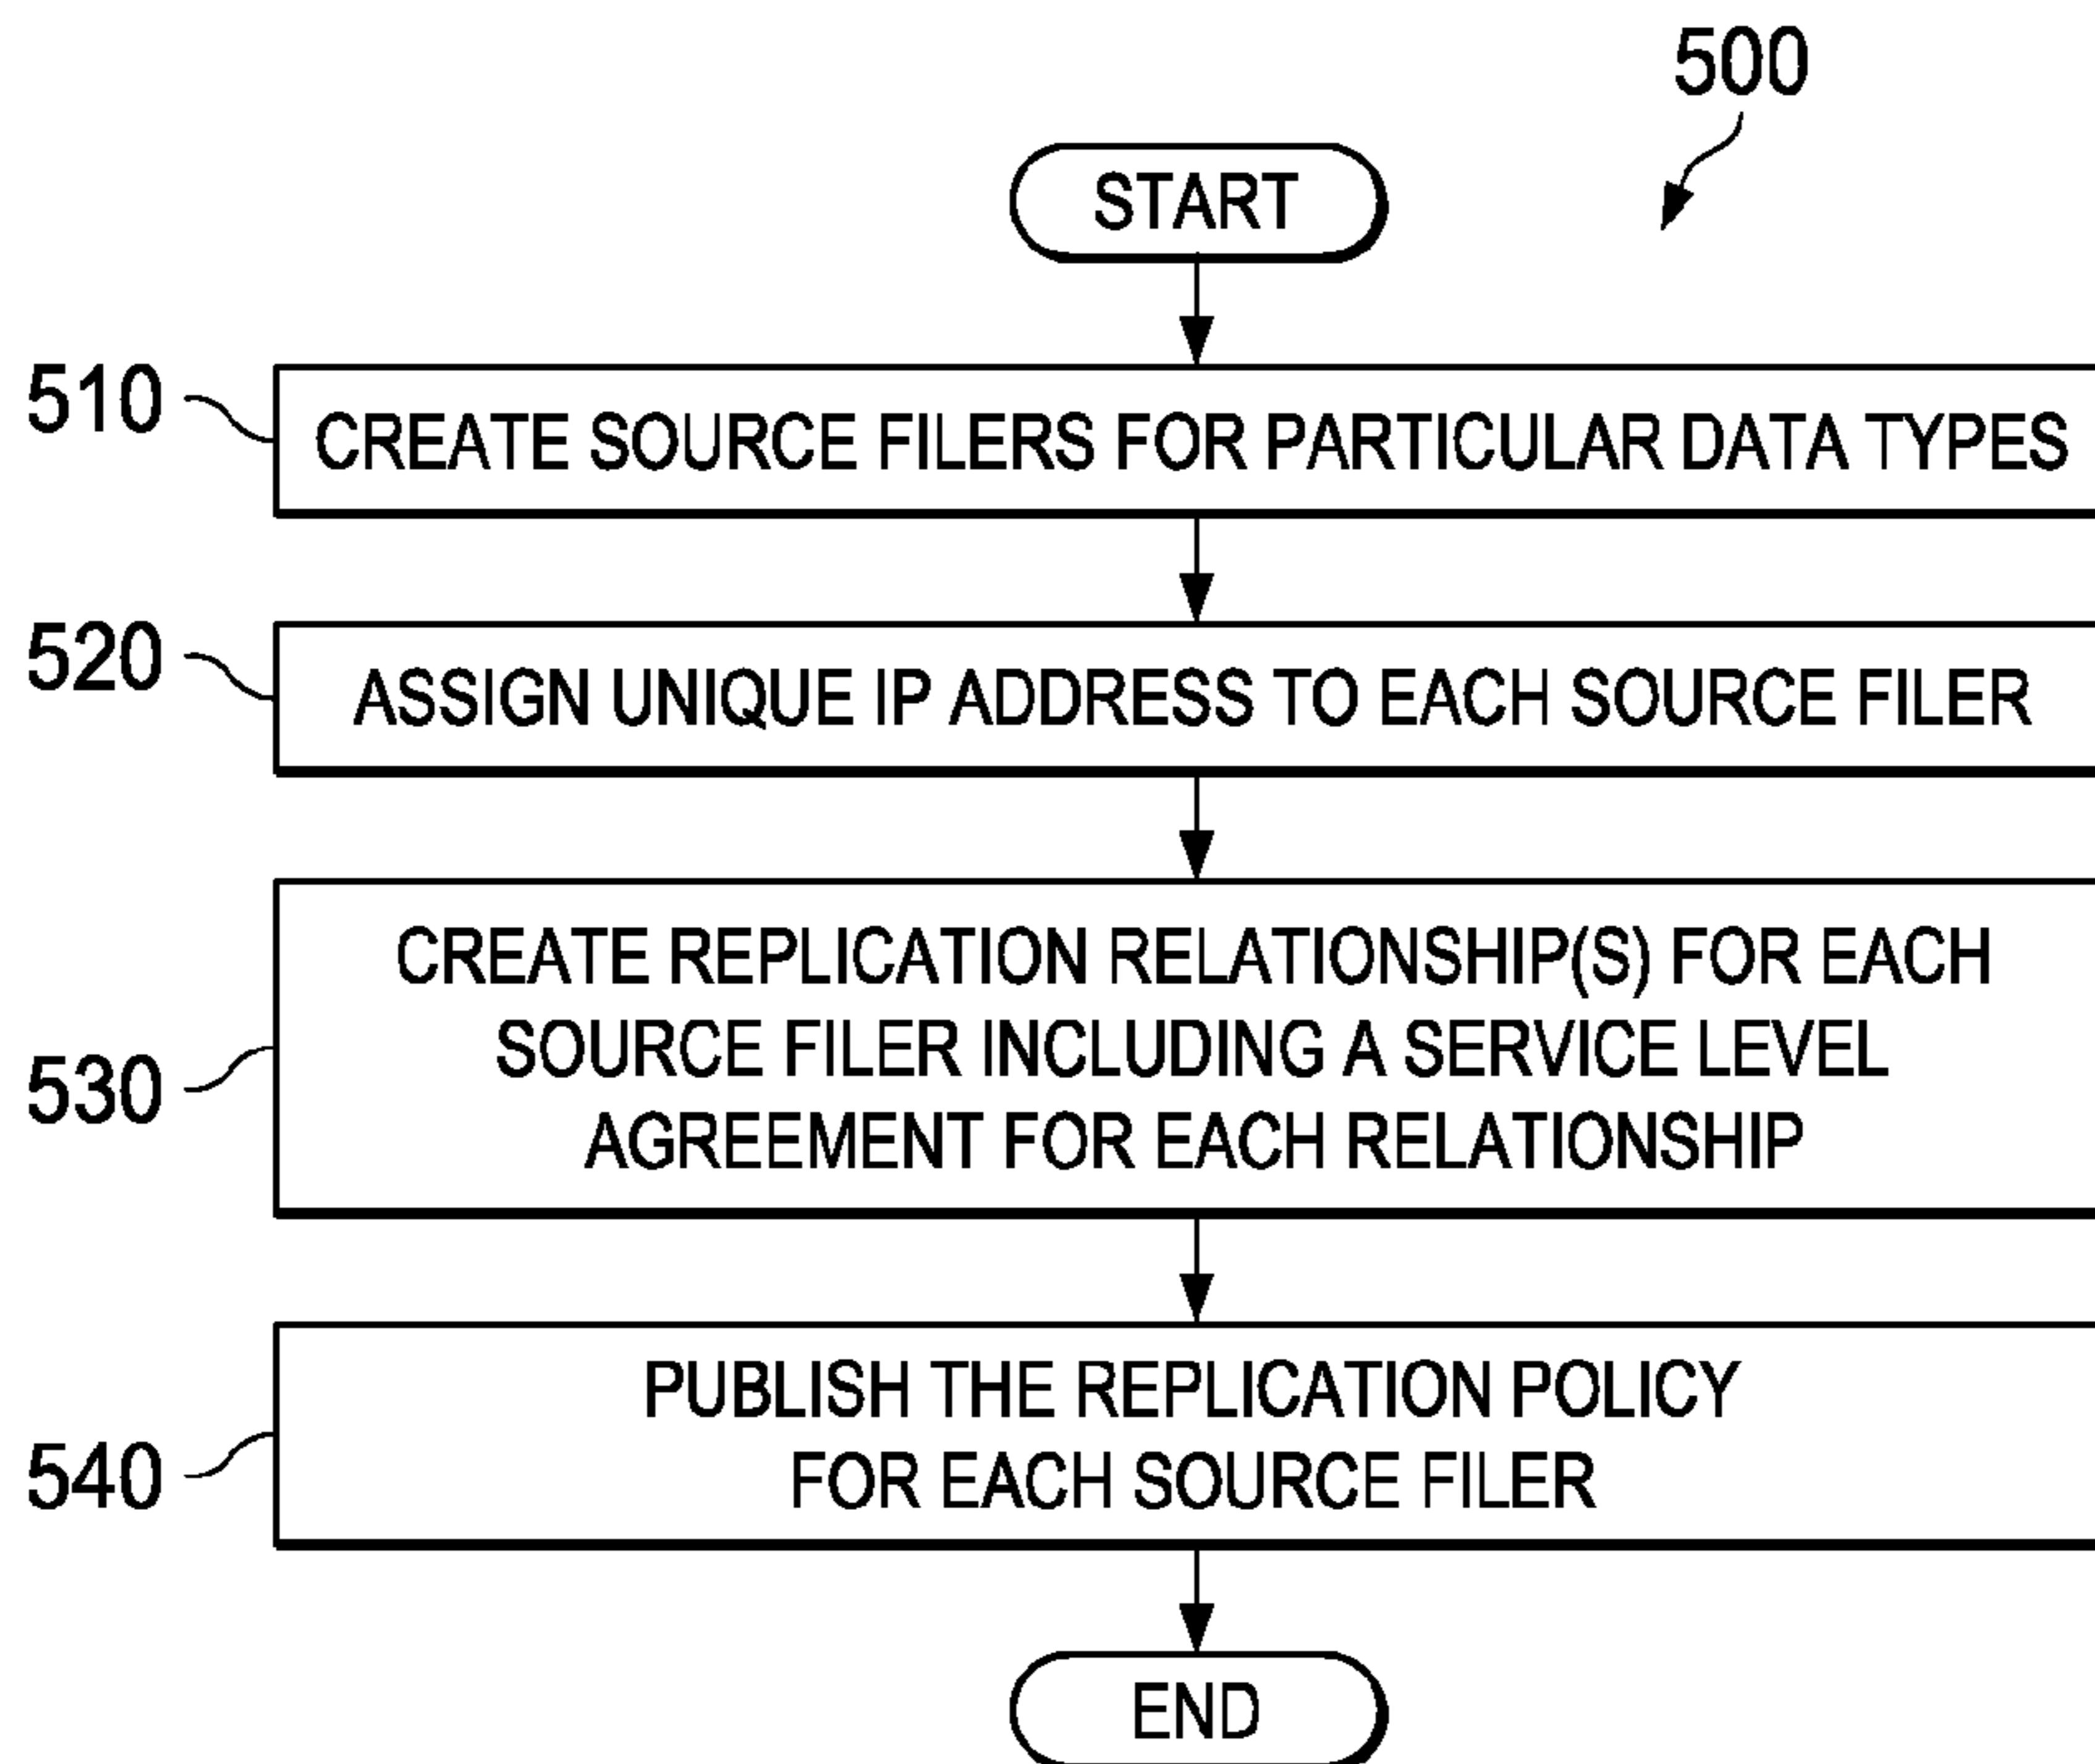 500
START
510
CREATE SOURCE FILERS FOR PARTICULAR DATA TYPES
520
ASSIGN UNIQUE IP ADDRESS TO EACH SOURCE FILER
530
CREATE REPLICATION RELATIONSHIP(S) FOR EACH
SOURCE FILER INCLUDING A SERVICE LEVEL
AGREEMENT FOR EACH RELATIONSHIP
540
PUBLISH THE REPLICATION POLICY
FOR EACH SOURCE FILER
END